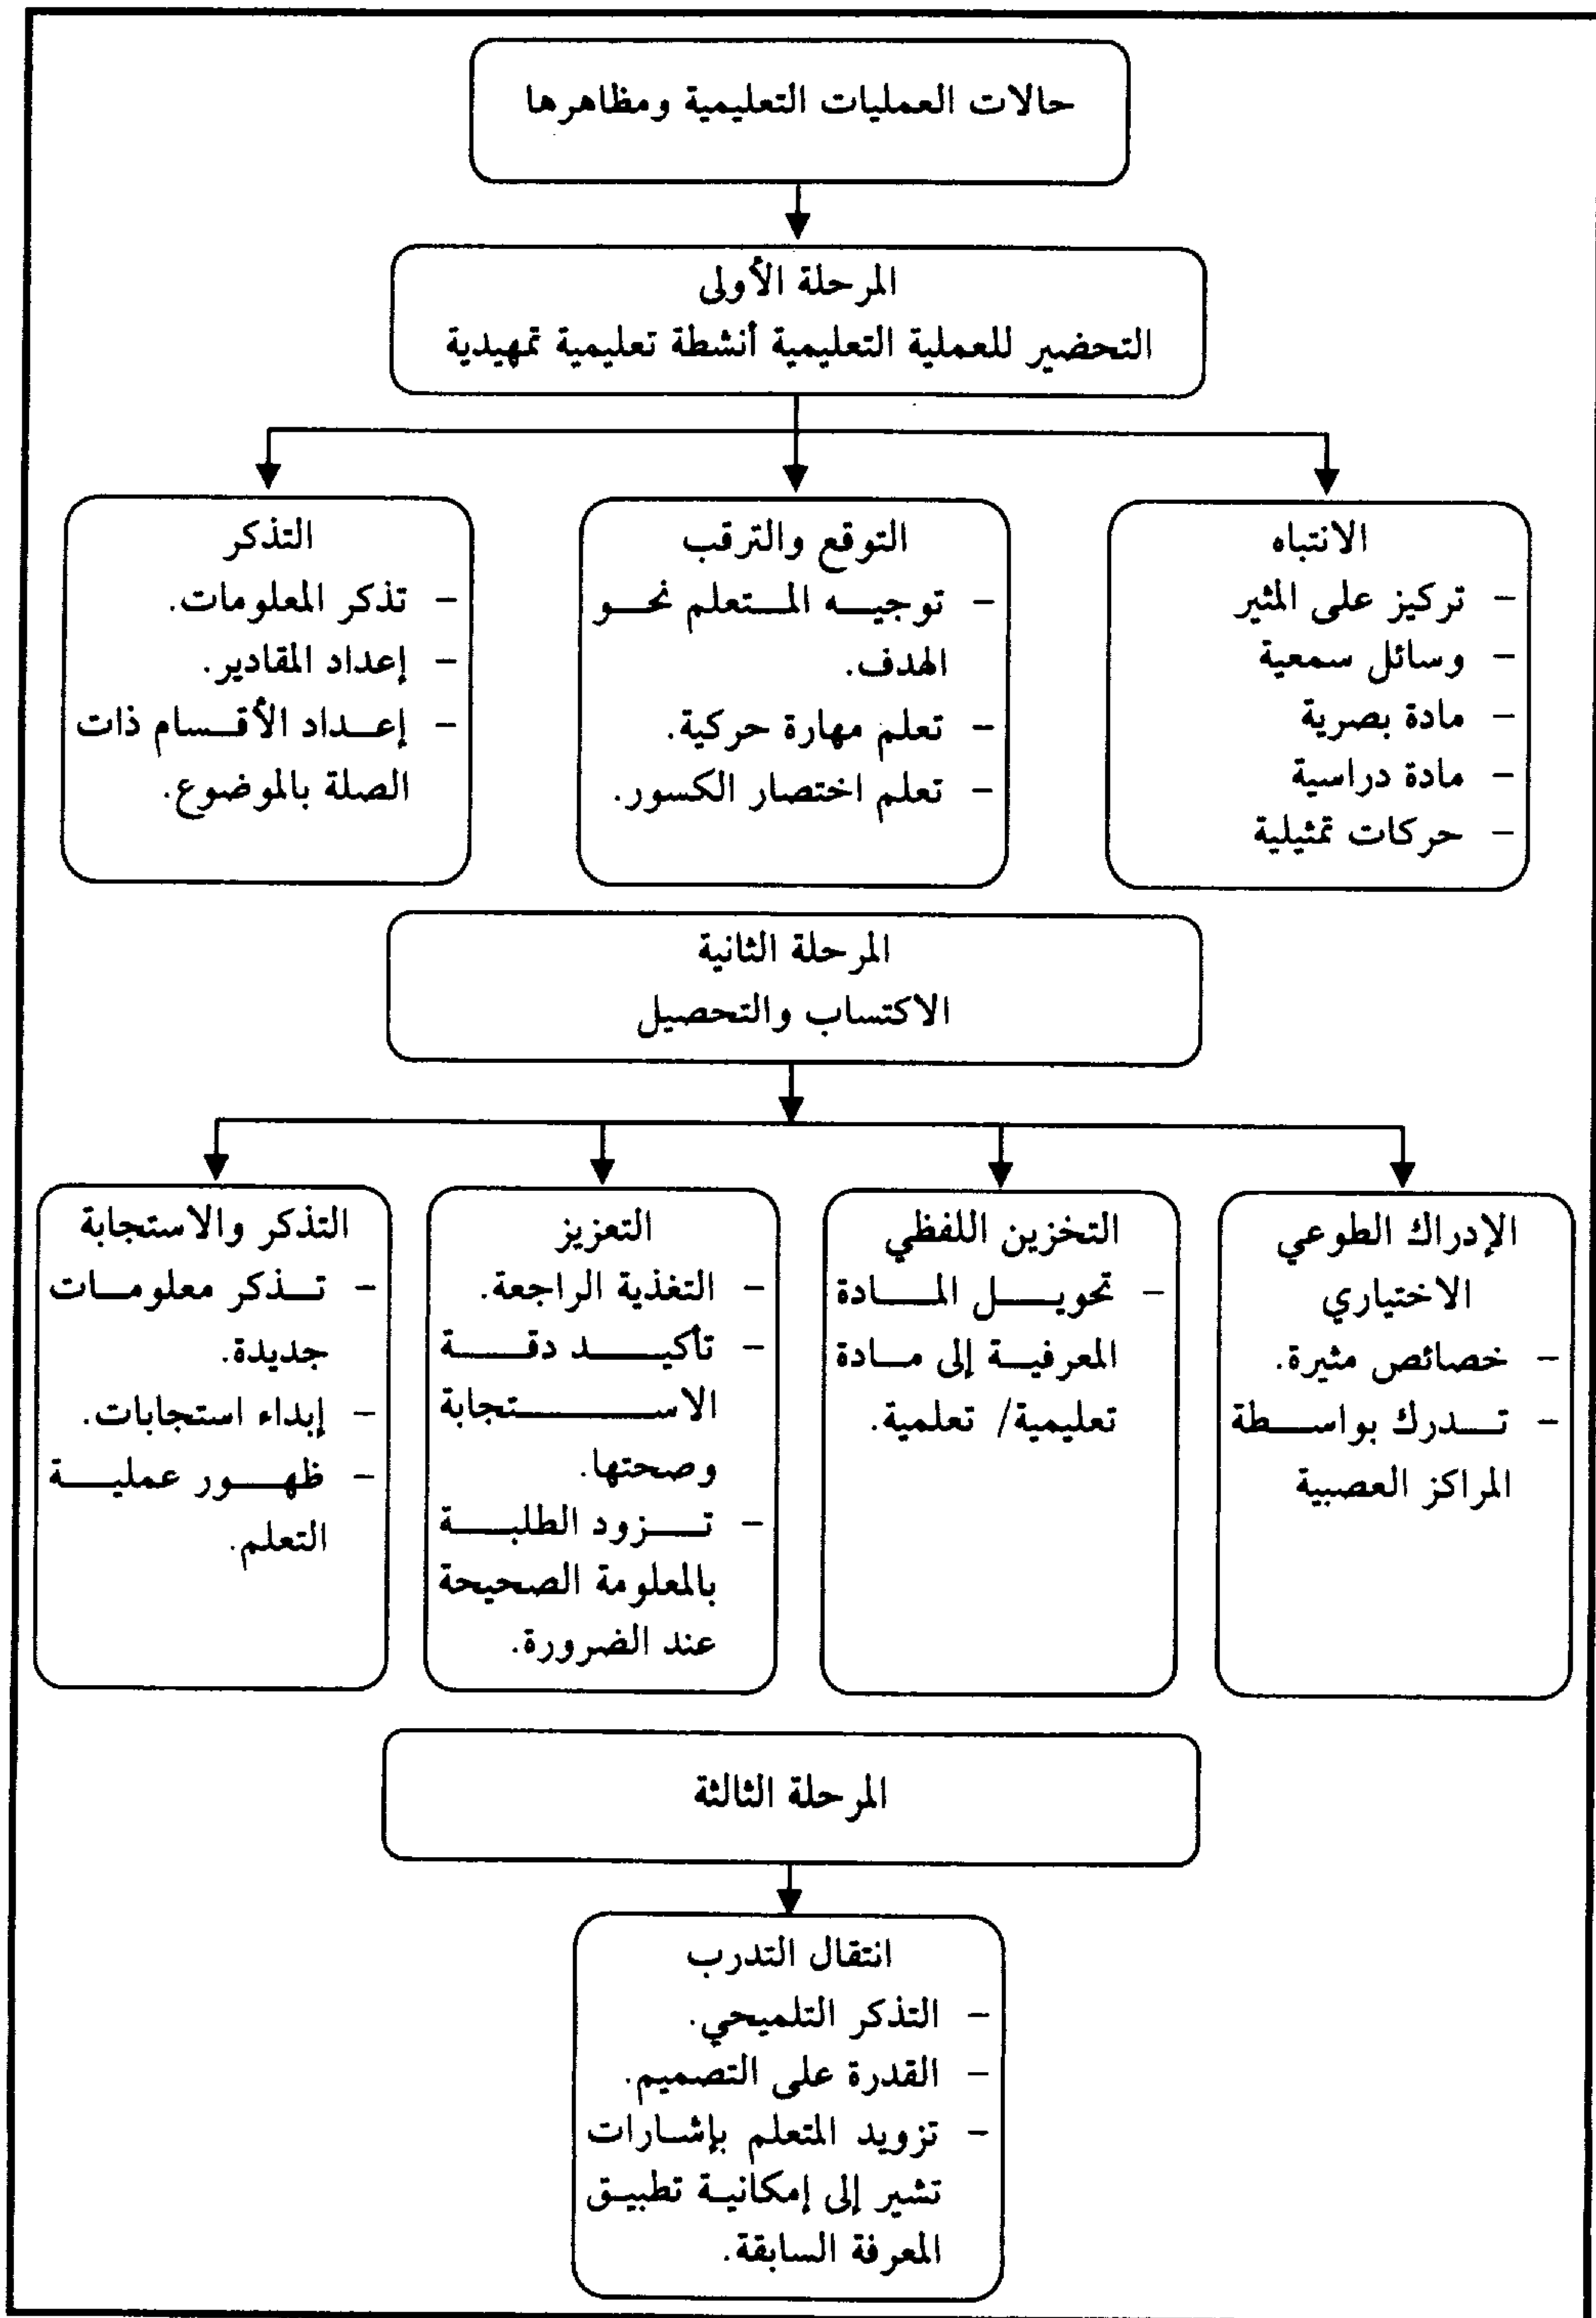 حالات العمليات التعليمية ومظاهرها
المرحلة الأولى
التحضير للعملية التعليمية أنشطة تعليمية تمهيدية
الانتباه
- تركيز على المثير
- وسائل سمعية
- مادة بصرية
- مادة دراسية
- حركات تمثيلية
التوقع والترقب
- توجيه المتعلم نحو
الهدف.
- تعلم مهارة حركية.
- تعلم اختصار الكسور.
التذكر
- تذكر المعلومات.
- إعداد المقادير.
- إعداد الأقسام ذات
الصلة بالموضوع.
المرحلة الثانية
الاكتساب والتحصيل
الإدراك الطوعي
الاختياري
- خصائص مثيرة.
- تدرك بواسطة
المراكز العصبية
التخزين اللفظي
- تحويل المادة
المعرفية إلى مادة
تعليمية/ تعلمية.
التعزيز
- التغذية الراجعة.
- تأكيد دقة
الاستجابة
وصحتها.
- تزود الطلبة
بالمعلومة الصحيحة
عند الضرورة.
التذكر والاستجابة
- تذكر معلومات
جديدة.
- إبداء استجابات.
- ظهور عملية
التعلم.
المرحلة الثالثة
انتقال التدرب
- التذكر التلميحي.
- القدرة على التصميم.
- تزويد المتعلم بإشارات
تشير إلى إمكانية تطبيق
المعرفة السابقة.